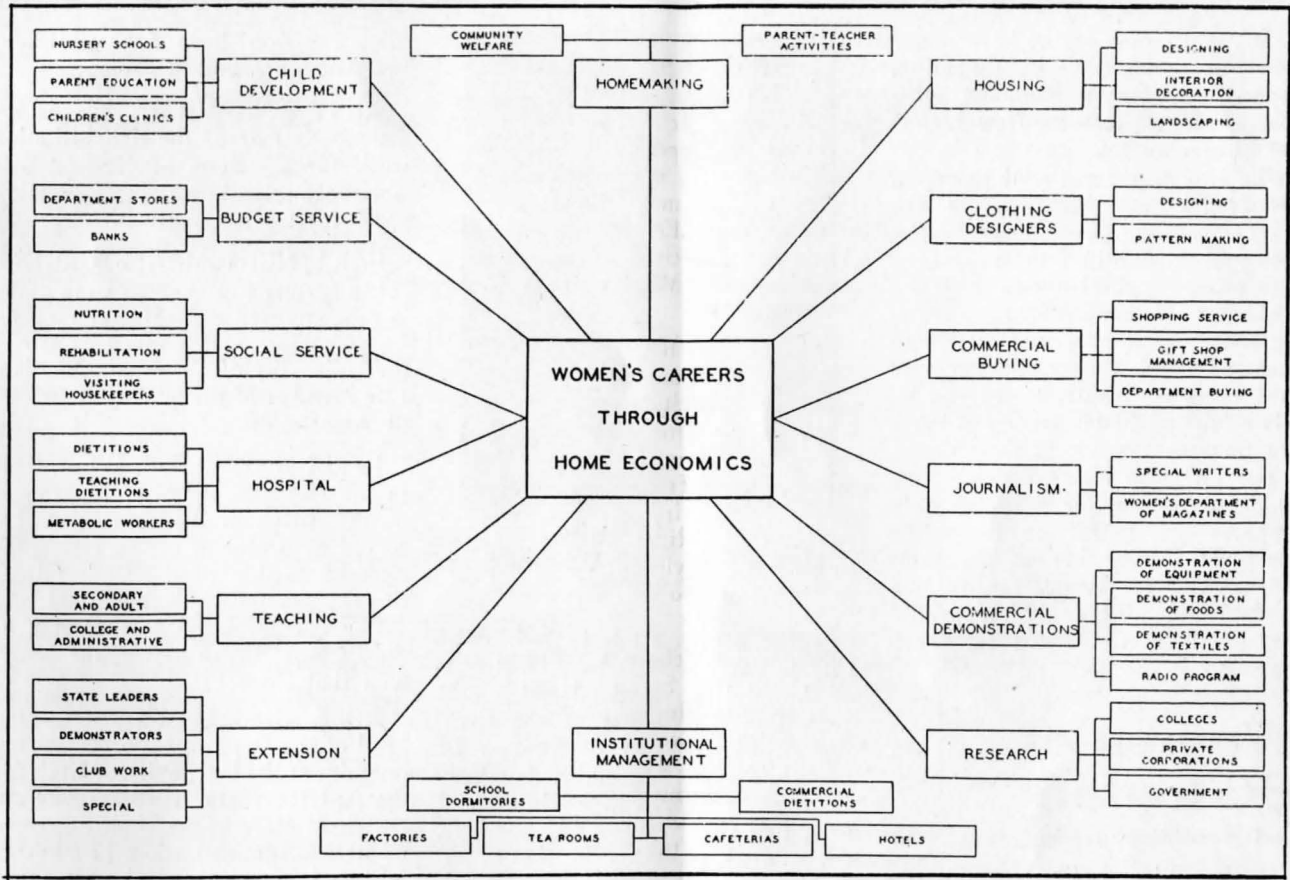 NURSERY SCHOOLS
PARENT EDUCATION
CHILDREN'S CLINICS
CHILD
DEVELOPMENT
COMMUNITY
WELFARE
PARENT-TEACHER
ACTIVITIES
HOMEMAKING
HOUSING
DESIGNING
INTERIOR
DECORATION
LANDSCAPING
DEPARTMENT STORES
BANKS
BUDGET SERVICE
CLOTHING
DESIGNERS
DESIGNING
PATTERN MAKING
NUTRITION
REHABILITATION
VISITING
HOUSEKEEPERS
SOCIAL SERVICE
WOMEN'S CAREERS
THROUGH
HOME ECONOMICS
COMMERCIAL
BUYING
SHOPPING SERVICE
GIFT SHOP
MANAGEMENT
DEPARTMENT BUYING
DIETITIONS
TEACHING
DIETITIONS
METABOLIC WORKERS
HOSPITAL
JOURNALISM.
SPECIAL WRITERS
WOMEN'S DEPARTMENT
OF MAGAZINES
SECONDARY
AND ADULT
COLLEGE AND
ADMINISTRATIVE
TEACHING
COMMERCIAL
DEMONSTRATIONS
DEMONSTRATION
OF EQUIPMENT
DEMONSTRATION
OF FOODS
DEMONSTRATION
OF TEXTILES
RADIO PROGRAM
STATE LEADERS
DEMONSTRATORS
CLUB WORK
SPECIAL
EXTENSION
INSTITUTIONAL
MANAGEMENT
SCHOOL
DORMITORIES
COMMERCIAL
DIETITIONS
FACTORIES
TEA ROOMS
CAFETERIAS
HOTELS
RESEARCH
COLLEGES
PRIVATE
CORPORATIONS
GOVERNMENT